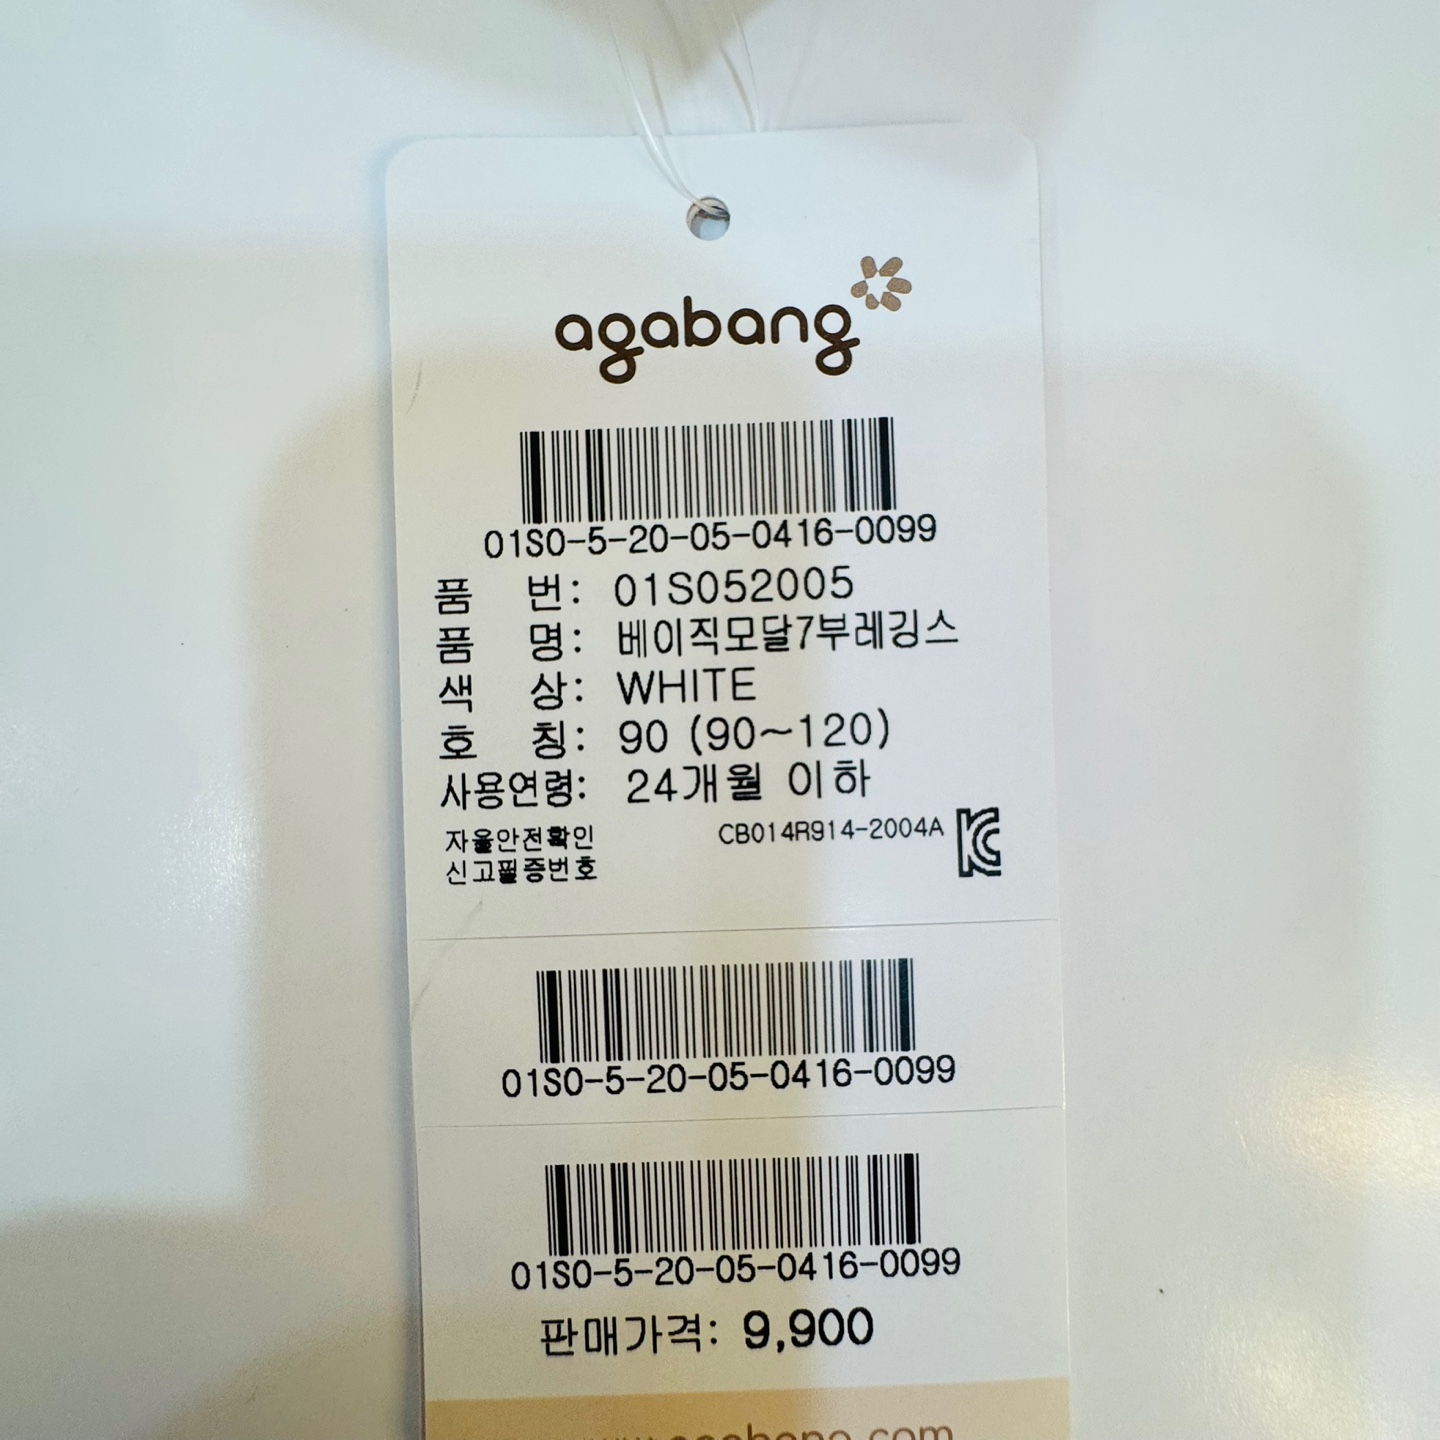 agabang
01S0-5-20-05-0416-0099
품 번: 01S052005
품 명: 베이직모달7부레깅스
색 상: WHITE
호 칭: 90 (90~120)
사용연령: 24개월 이하
자율안전확인 CB014R914-2004A
신고필증번호
01S0-5-20-05-0416-0099
01S0-5-20-05-0416-0099
판매가격: 9,900
www.agabang.com